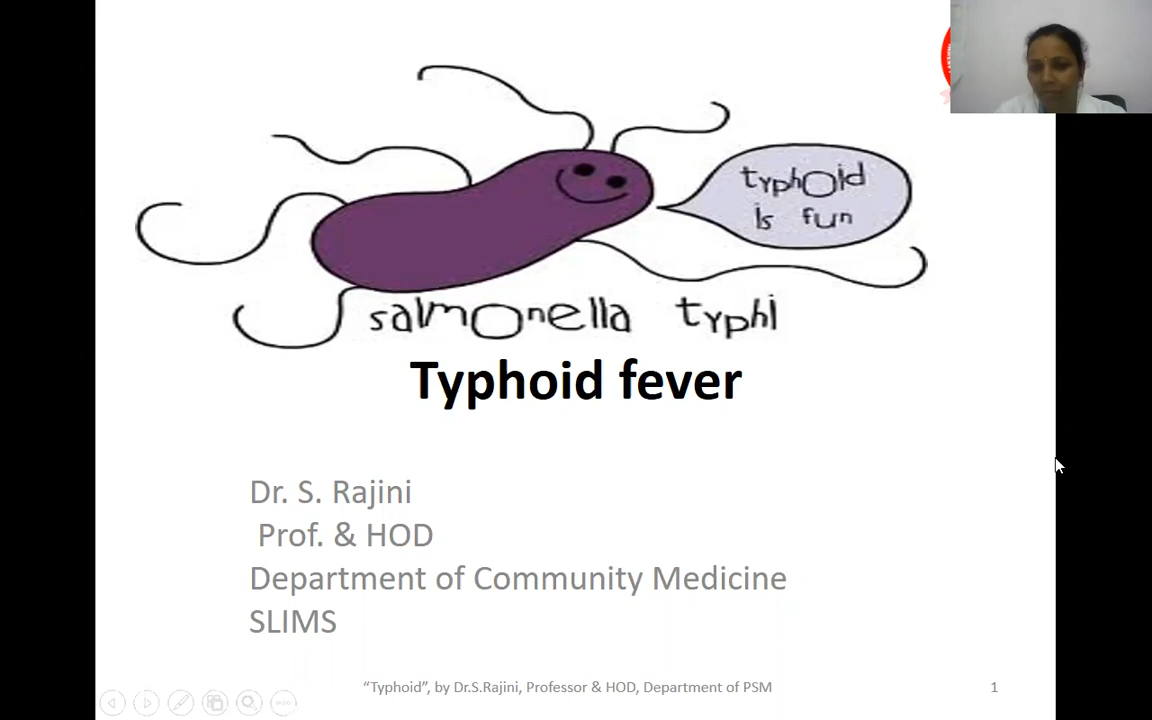 typhoid
is fun
salmonella typhi
Typhoid fever
Dr. S. Rajini
Prof. & HOD
Department of Community Medicine
SLIMS
“Typhoid”, by Dr.S.Rajini, Professor & HOD, Department of PSM
1